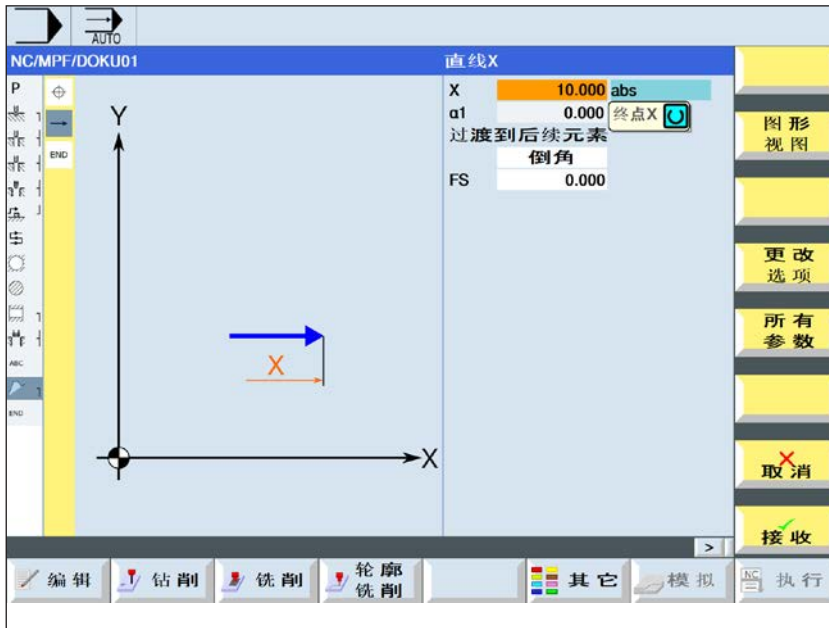 AUTO
NC/MPF/DOKU01
直线X
P
END
ABC
END
Y
X
X
X 10.000 abs
α1 0.000
终点X
过渡到后续元素
倒角
FS 0.000
图形
视图
更改
选项
所有
参数
取消
接收
>
编辑
钻削
铣削
轮廓
铣削
其它
模拟
NC
执行